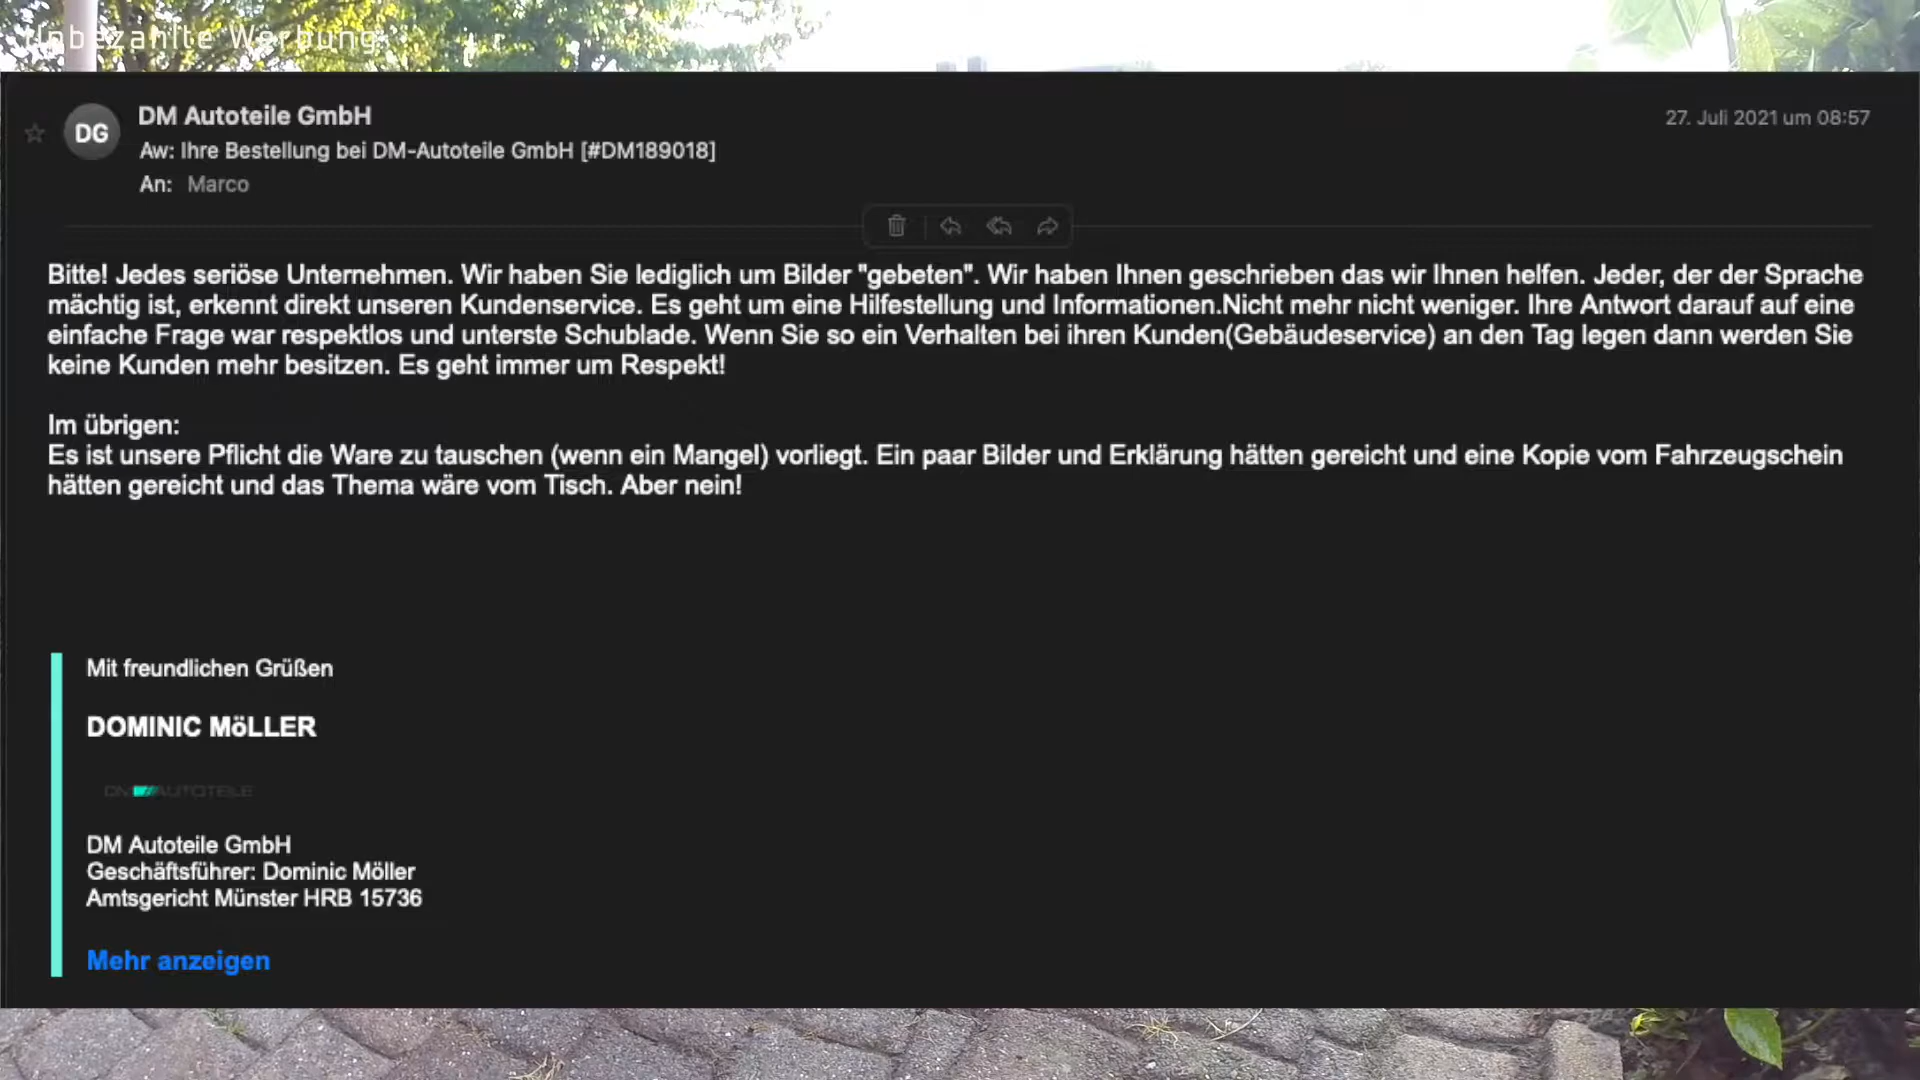 Unbezahlte Werbung
DM Autoteile GmbH
27. Juli 2021 um 08:57
DG
Aw: Ihre Bestellung bei DM-Autoteile GmbH [#DM189018]
An: Marco
Bitte! Jedes seriöse Unternehmen. Wir haben Sie lediglich um Bilder "gebeten". Wir haben Ihnen geschrieben das wir Ihnen helfen. Jeder, der der Sprache
mächtig ist, erkennt direkt unseren Kundenservice. Es geht um eine Hilfestellung und Informationen.Nicht mehr nicht weniger. Ihre Antwort darauf auf eine
einfache Frage war respektlos und unterste Schublade. Wenn Sie so ein Verhalten bei ihren Kunden(Gebäudeservice) an den Tag legen dann werden Sie
keine Kunden mehr besitzen. Es geht immer um Respekt!
Im übrigen:
Es ist unsere Pflicht die Ware zu tauschen (wenn ein Mangel) vorliegt. Ein paar Bilder und Erklärung hätten gereicht und eine Kopie vom Fahrzeugschein
hätten gereicht und das Thema wäre vom Tisch. Aber nein!
Mit freundlichen Grüßen
DOMINIC MöLLER
DM AUTOTEILE
DM Autoteile GmbH
Geschäftsführer: Dominic Möller
Amtsgericht Münster HRB 15736
Mehr anzeigen